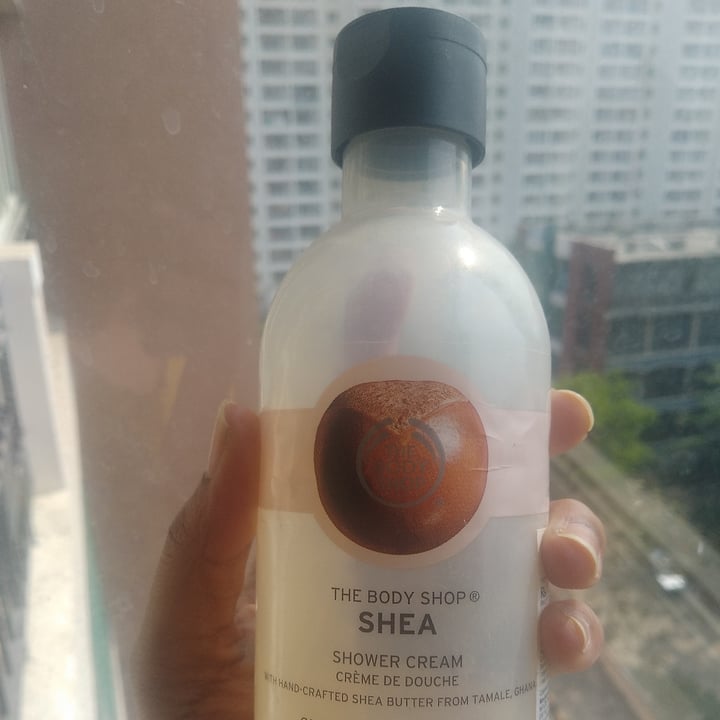 THE BODY SHOP®
SHEA
SHOWER CREAM
CRÈME DE DOUCHE
WITH HAND-CRAFTED SHEA BUTTER FROM TAMALE, GHANA